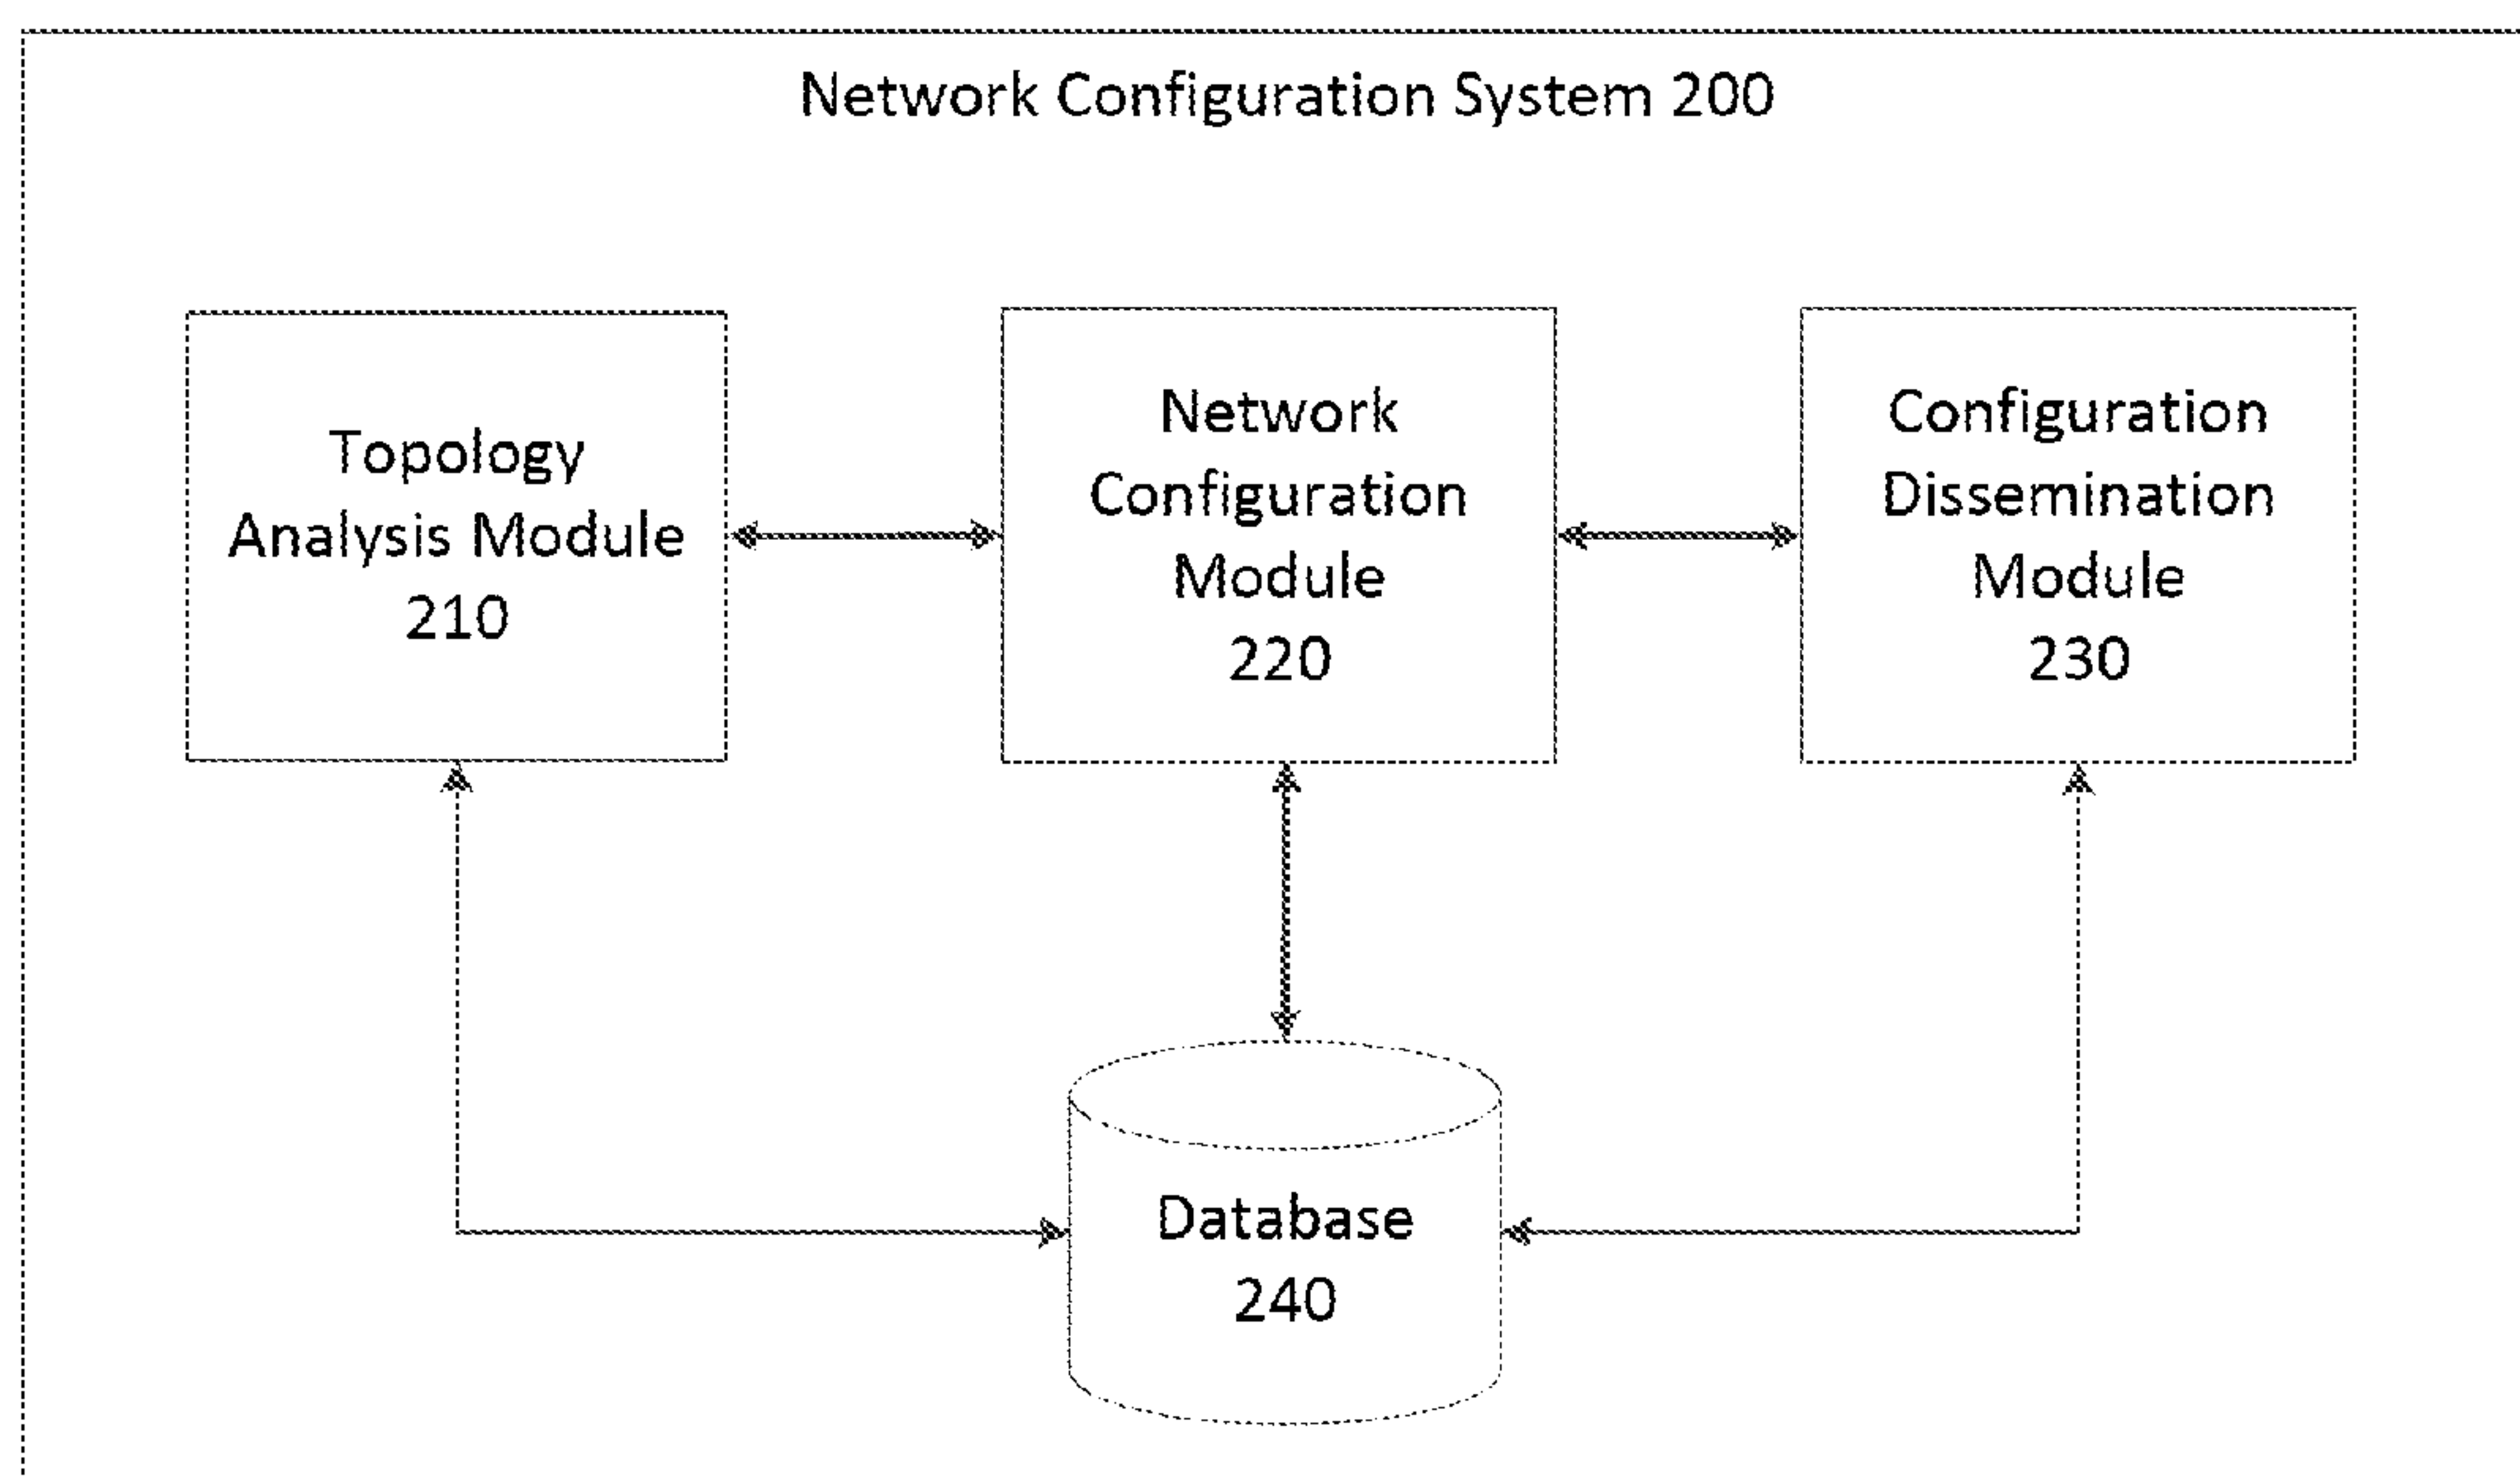 Network Configuration System 200
Topology
Analysis Module
210
Network
Configuration
Module
220
Configuration
Dissemination
Module
230
Database
240